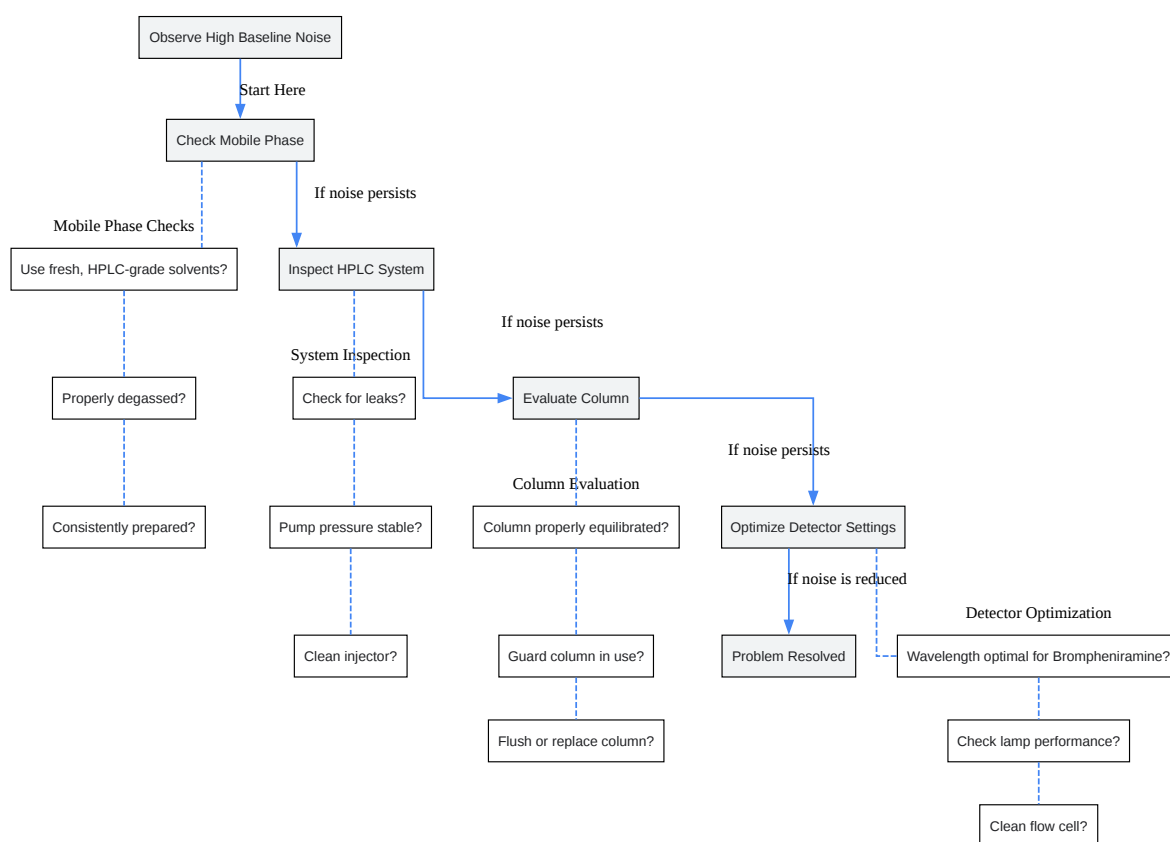 Observe High Baseline Noise
Start Here
Check Mobile Phase
If noise persists
Mobile Phase Checks
Use fresh, HPLC-grade solvents?
Inspect HPLC System
If noise persists
System Inspection
Properly degassed?
Check for leaks?
Evaluate Column
If noise persists
Column Evaluation
Consistently prepared?
Pump pressure stable?
Column properly equilibrated?
Optimize Detector Settings
If noise is reduced
Detector Optimization
Clean injector?
Guard column in use?
Problem Resolved
Wavelength optimal for Brompheniramine?
Flush or replace column?
Check lamp performance?
Clean flow cell?